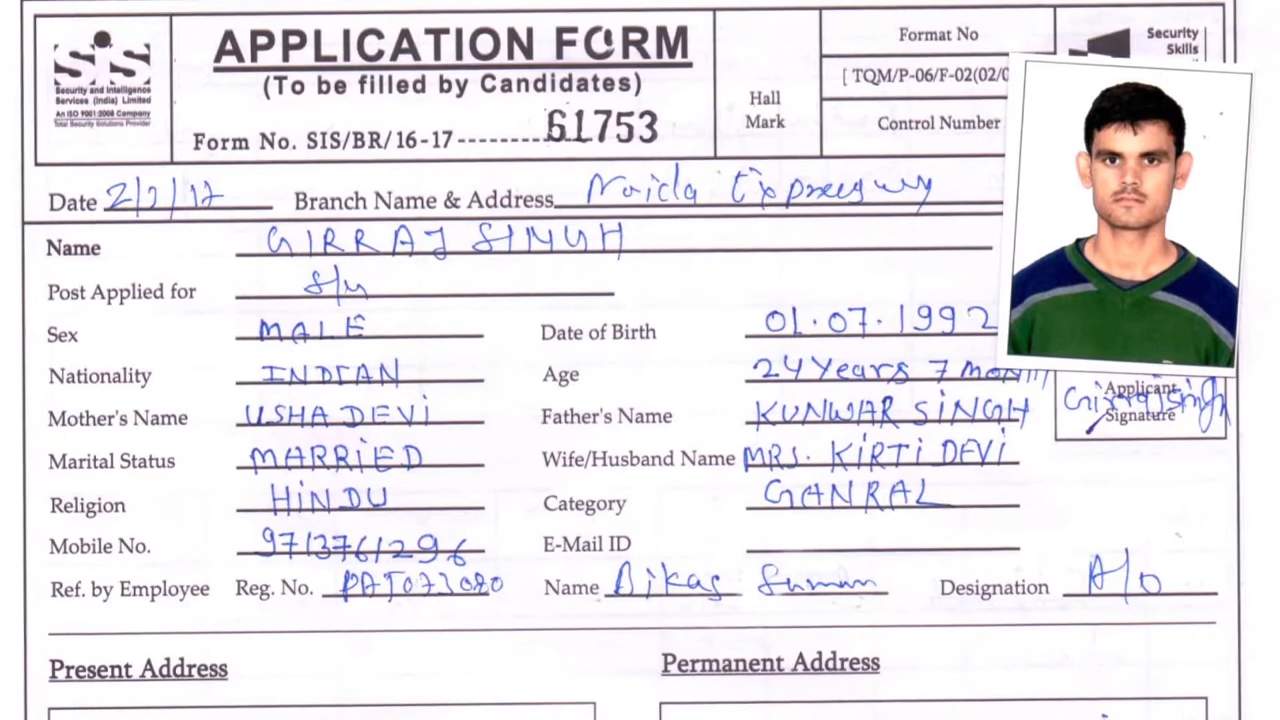 SIS
Security and Intelligence
Services (India) Limited
An ISO 9001:2008 Company
Total Security Solutions Provider
APPLICATION FORM
(To be filled by Candidates)
Form No. SIS/BR/16-17---------61753
Hall
Mark
Format No
[ TQM/P-06/F-02(02/0
Control Number
Security
Skills
Date 2/2/17 Branch Name & Address Noida Expressway
Name GIRRAJ SINGH
Post Applied for S/G
Sex MALE Date of Birth 01.07.1992
Nationality INDIAN Age 24 Years 7 month
Mother's Name USHA DEVi Father's Name KUNWAR SiNGH
Applicant
Signature
Girrajsingh
Marital Status MARRiED Wife/Husband Name MRS. KiRTi DEVi
Religion HiNDU Category GANRAL
Mobile No. 9713761296 E-Mail ID
Ref. by Employee Reg. No. PAT073080 Name Bikas Suman Designation A/O
Present Address Permanent Address